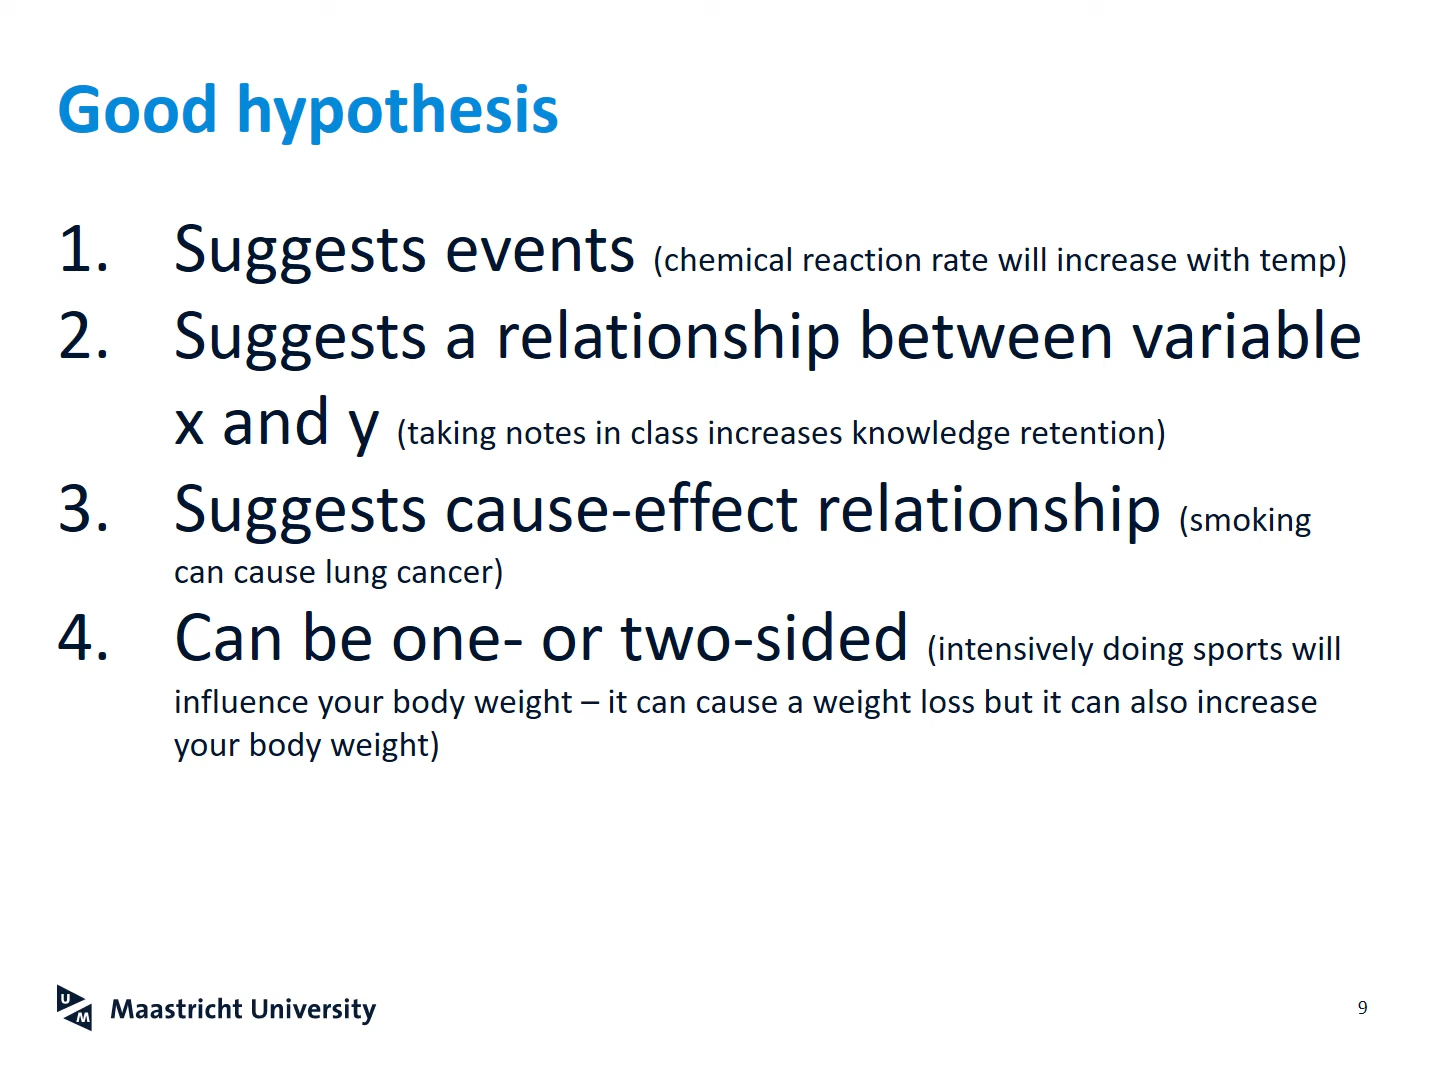 Good hypothesis
1. Suggests events (chemical reaction rate will increase with temp)
2. Suggests a relationship between variable
x and y (taking notes in class increases knowledge retention)
3. Suggests cause-effect relationship (smoking
can cause lung cancer)
4. Can be one- or two-sided (intensively doing sports will
influence your body weight – it can cause a weight loss but it can also increase
your body weight)
UM Maastricht University
9